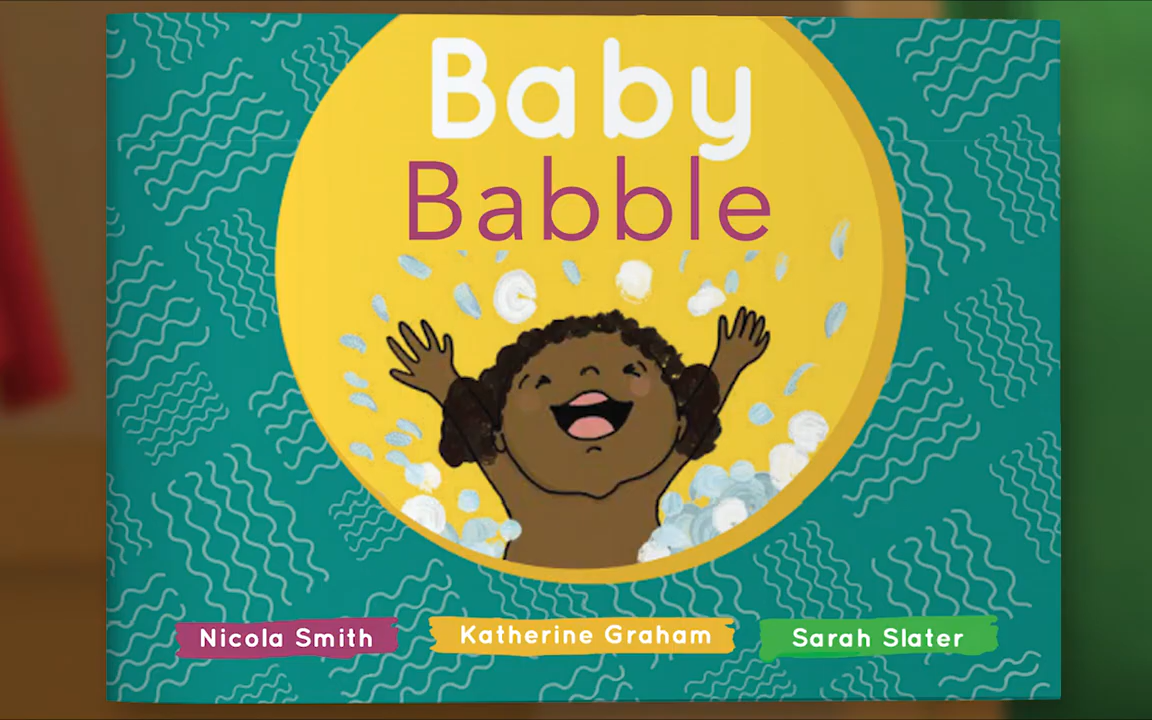 Baby
Babble
Nicola Smith
Katherine Graham
Sarah Slater